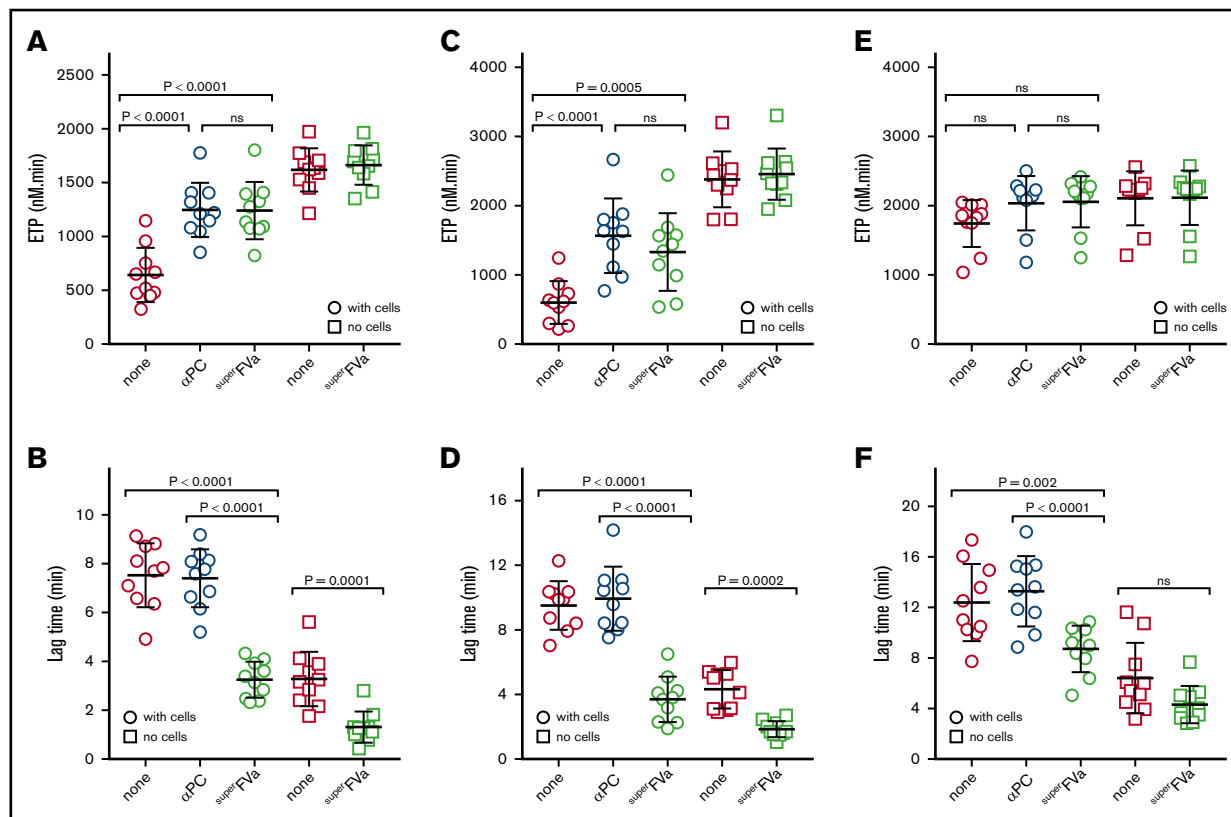 A
ETP (nM.min)
2500
2000
1500
1000
500
0
P < 0.0001
P < 0.0001
ns
with cells
no cells
none
αPC
superFVa
none
superFVa
C
ETP (nM.min)
4000
3000
2000
1000
0
P = 0.0005
P < 0.0001
ns
with cells
no cells
none
αPC
superFVa
none
superFVa
E
ETP (nM.min)
4000
3000
2000
1000
0
ns
ns
ns
with cells
no cells
none
αPC
superFVa
none
superFVa
B
Lag time (min)
10
8
6
4
2
0
P < 0.0001
P < 0.0001
P = 0.0001
with cells
no cells
none
αPC
superFVa
none
superFVa
D
Lag time (min)
16
12
8
4
0
P < 0.0001
P < 0.0001
P = 0.0002
with cells
no cells
none
αPC
superFVa
none
superFVa
F
Lag time (min)
20
16
12
8
4
0
P = 0.002
P < 0.0001
ns
with cells
no cells
none
αPC
superFVa
none
superFVa